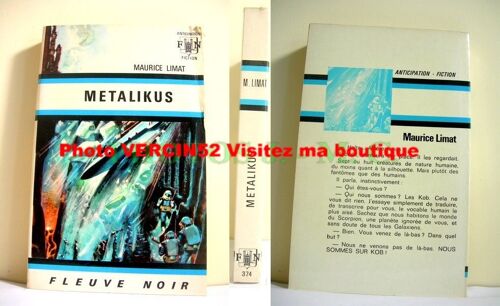 ANTICIPATION
FN
FICTION
MAURICE LIMAT
METALIKUS
FLEUVE NOIR
M. LIMAT
METALIKUS
FN
374
Photo VERCIN52 Visitez ma boutique
ANTICIPATION - FICTION
Maurice Limat
place. Il les regardait.
Sept ou huit créatures de nature humaine,
du moins quant à la silhouette. Mais plutôt des
fantômes que des humains.
Il parla, instinctivement :
— Qui êtes-vous ?
— Qui nous sommes ? Les Kob. Cela ne
vous dit rien. J'essaye simplement de traduire,
de transcrire pour vous, le vocable humain le
plus aisé. Sachez que nous habitons le monde
du Scorpion, une planète ignorée de vous, et
sans doute de tous les Galaxiens.
— Bien. Vous venez de là-bas ? Dans quel
but ?
— Nous ne venons pas de là-bas. NOUS
SOMMES SUR KOB !